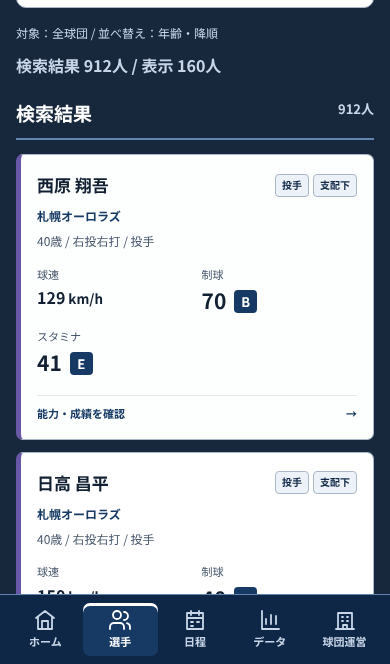 対象：全球団 / 並べ替え：年齢・降順
検索結果 912人 / 表示 160人
検索結果
912人
西原 翔吾
投手
支配下
札幌オーロラズ
40歳 / 右投右打 / 投手
球速
制球
129 km/h
70 B
スタミナ
41 E
能力・成績を確認
→
日高 昌平
投手
支配下
札幌オーロラズ
40歳 / 右投右打 / 投手
球速
制球
ホーム
選手
日程
データ
球団運営